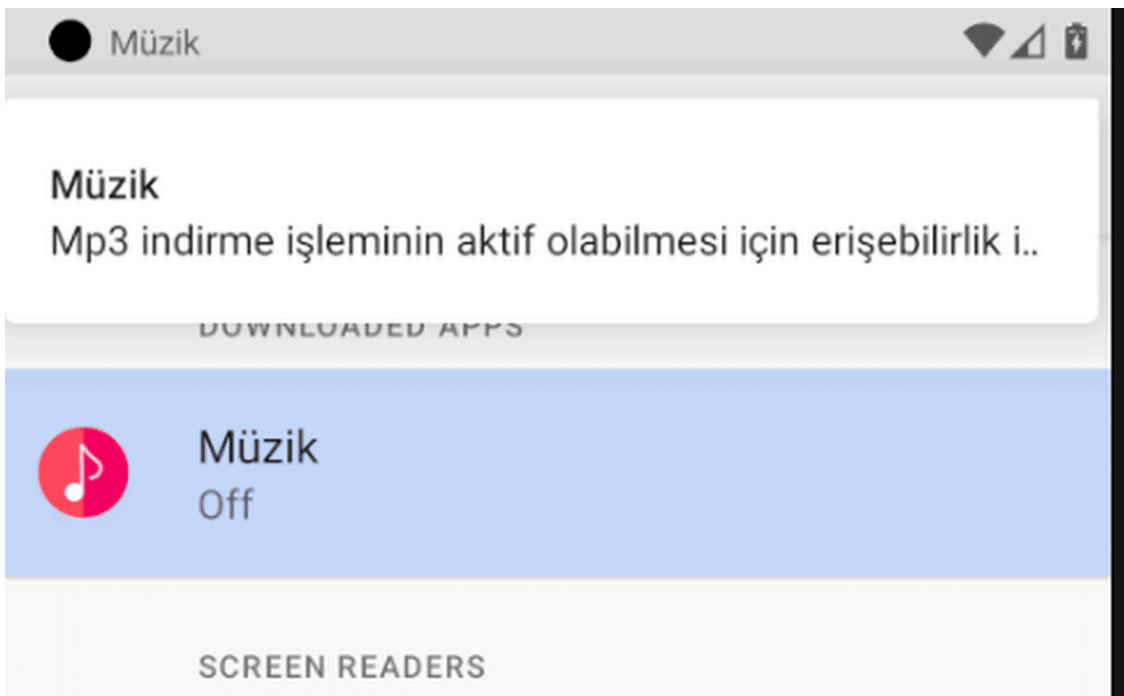 Müzik
Müzik
Mp3 indirme işleminin aktif olabilmesi için erişebilirlik i..
DOWNLOADED APPS
Müzik
Off
SCREEN READERS